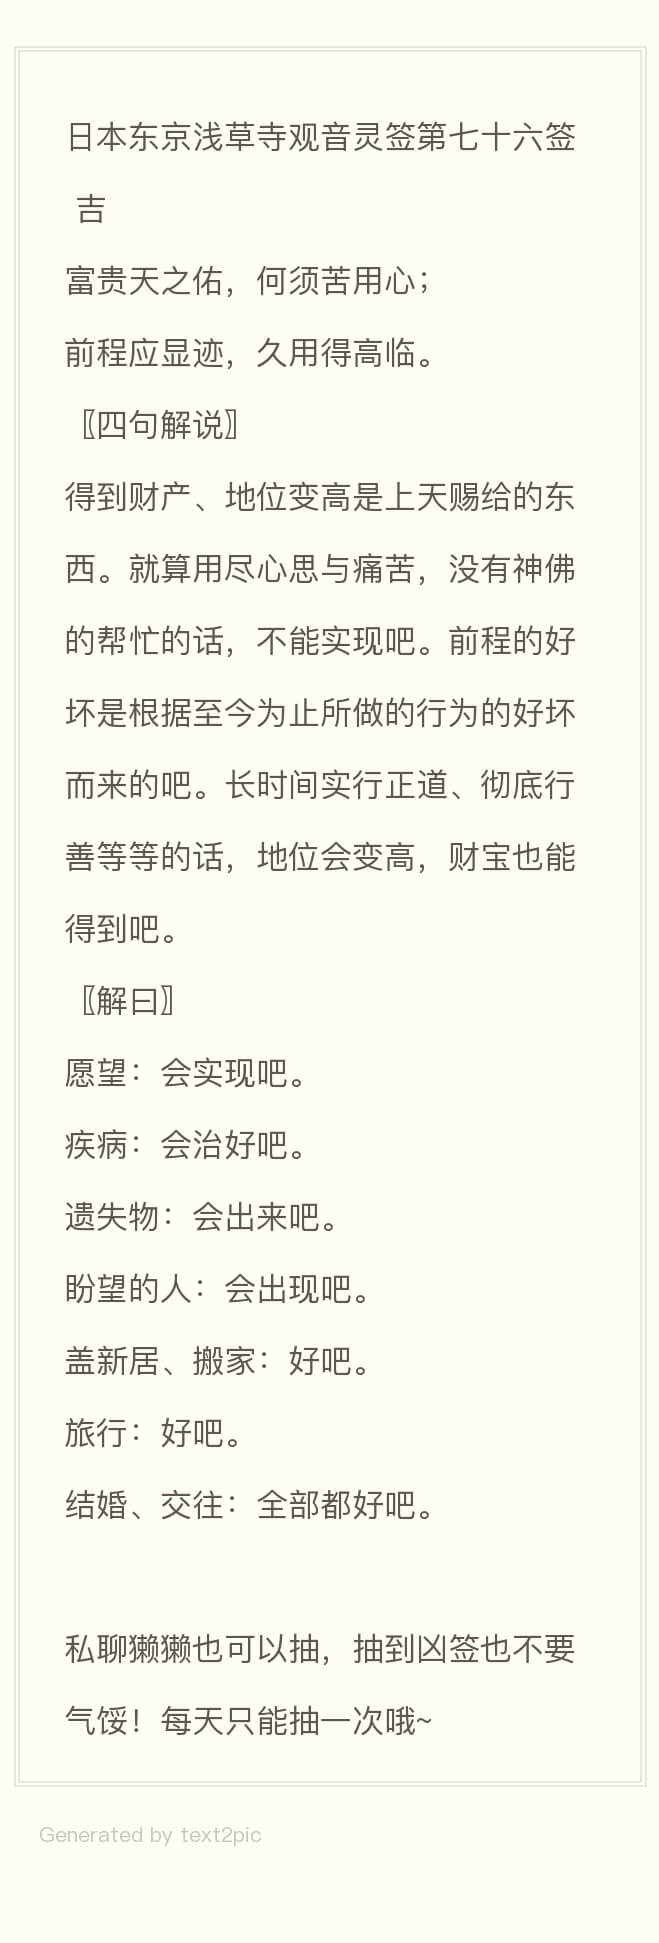 日本东京浅草寺观音灵签第七十六签
吉
富贵天之佑，何须苦用心；
前程应显迹，久用得高临。
〖四句解说〗
得到财产、地位变高是上天赐给的东
西。就算用尽心思与痛苦，没有神佛
的帮忙的话，不能实现吧。前程的好
坏是根据至今为止所做的行为的好坏
而来的吧。长时间实行正道、彻底行
善等等的话，地位会变高，财宝也能
得到吧。
〖解曰〗
愿望：会实现吧。
疾病：会治好吧。
遗失物：会出来吧。
盼望的人：会出现吧。
盖新居、搬家：好吧。
旅行：好吧。
结婚、交往：全部都好吧。
私聊獭獭也可以抽，抽到凶签也不要
气馁！每天只能抽一次哦~
Generated by text2pic